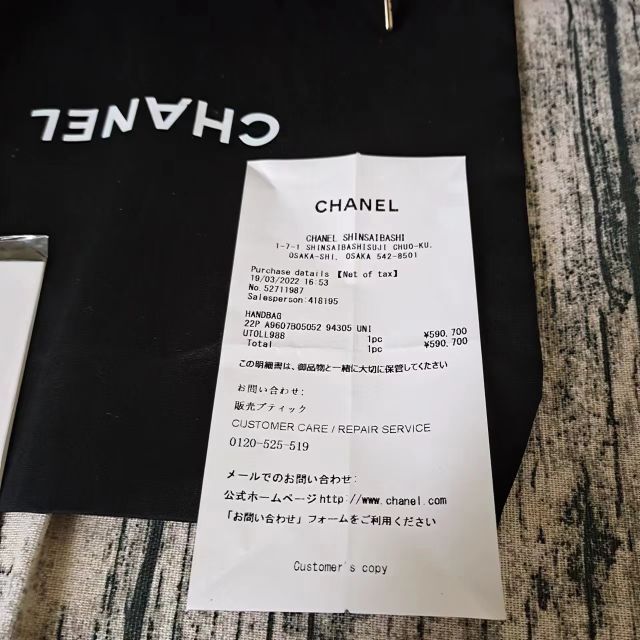 CHANEL
CHANEL
CHANEL SHINSAIBASHI
1-7-1 SHINSAIBASHISUJI CHUO-KU.
OSAKA-SHI. OSAKA 542-8501
Purchase datails 【Net of tax】
19/03/2022 16:53
No.52711987
Salesperson:418195
HANDBAG
22P A9607B05052 94305 UNI
UTOLL988 1pc ¥590.700
Total 1pc ¥590.700
この明細書は、御品物と一緒に大切に保管してください
お問い合わせ:
販売ブティック
CUSTOMER CARE / REPAIR SERVICE
0120-525-519
メールでのお問い合わせ:
公式ホームページhttp://www.chanel.com
「お問い合わせ」フォームをご利用ください
Customer's copy